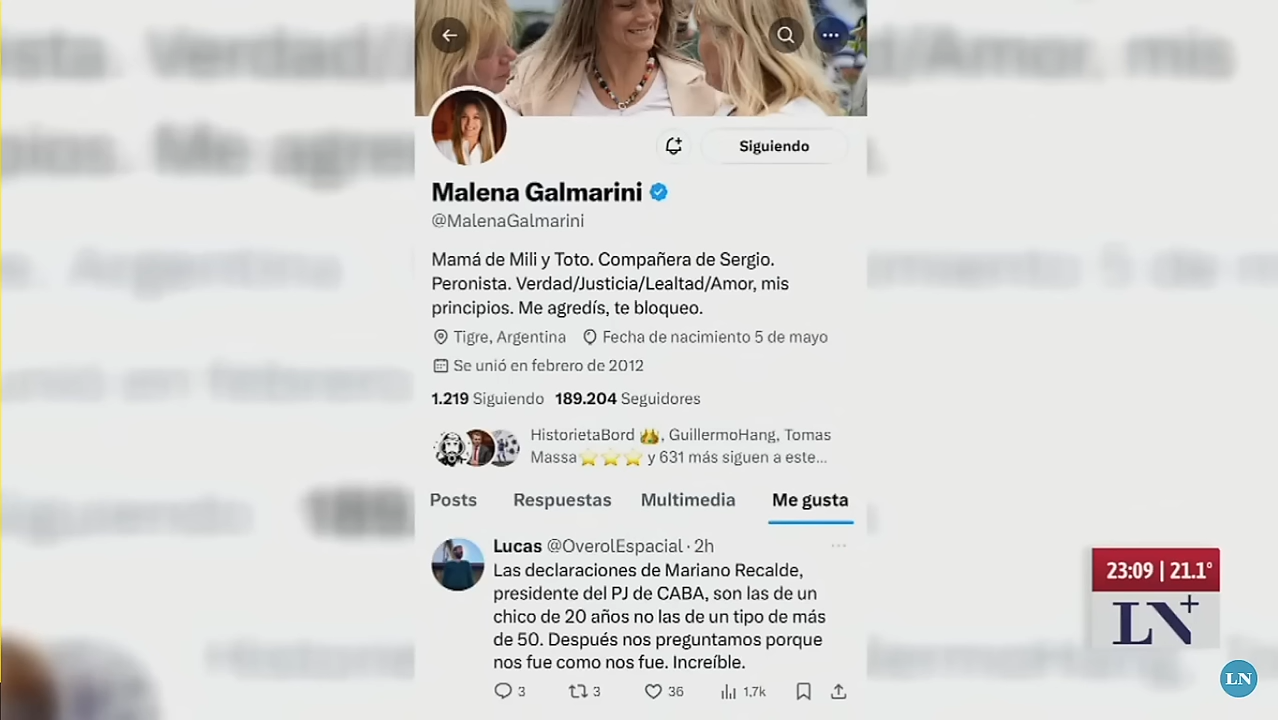 Siguiendo
Malena Galmarini
@MalenaGalmarini
Mamá de Mili y Toto. Compañera de Sergio.
Peronista. Verdad/Justicia/Lealtad/Amor, mis
principios. Me agredís, te bloqueo.
Tigre, Argentina Fecha de nacimiento 5 de mayo
Se unió en febrero de 2012
1.219 Siguiendo 189.204 Seguidores
HistorietaBord 👑, GuillermoHang, Tomas
Massa⭐⭐⭐ y 631 más siguen a este...
Posts Respuestas Multimedia Me gusta
Lucas @OverolEspacial · 2h
Las declaraciones de Mariano Recalde,
presidente del PJ de CABA, son las de un
chico de 20 años no las de un tipo de más
de 50. Después nos preguntamos porque
nos fue como nos fue. Increíble.
3 3 36 1,7k
23:09 | 21.1°
LN+
LN